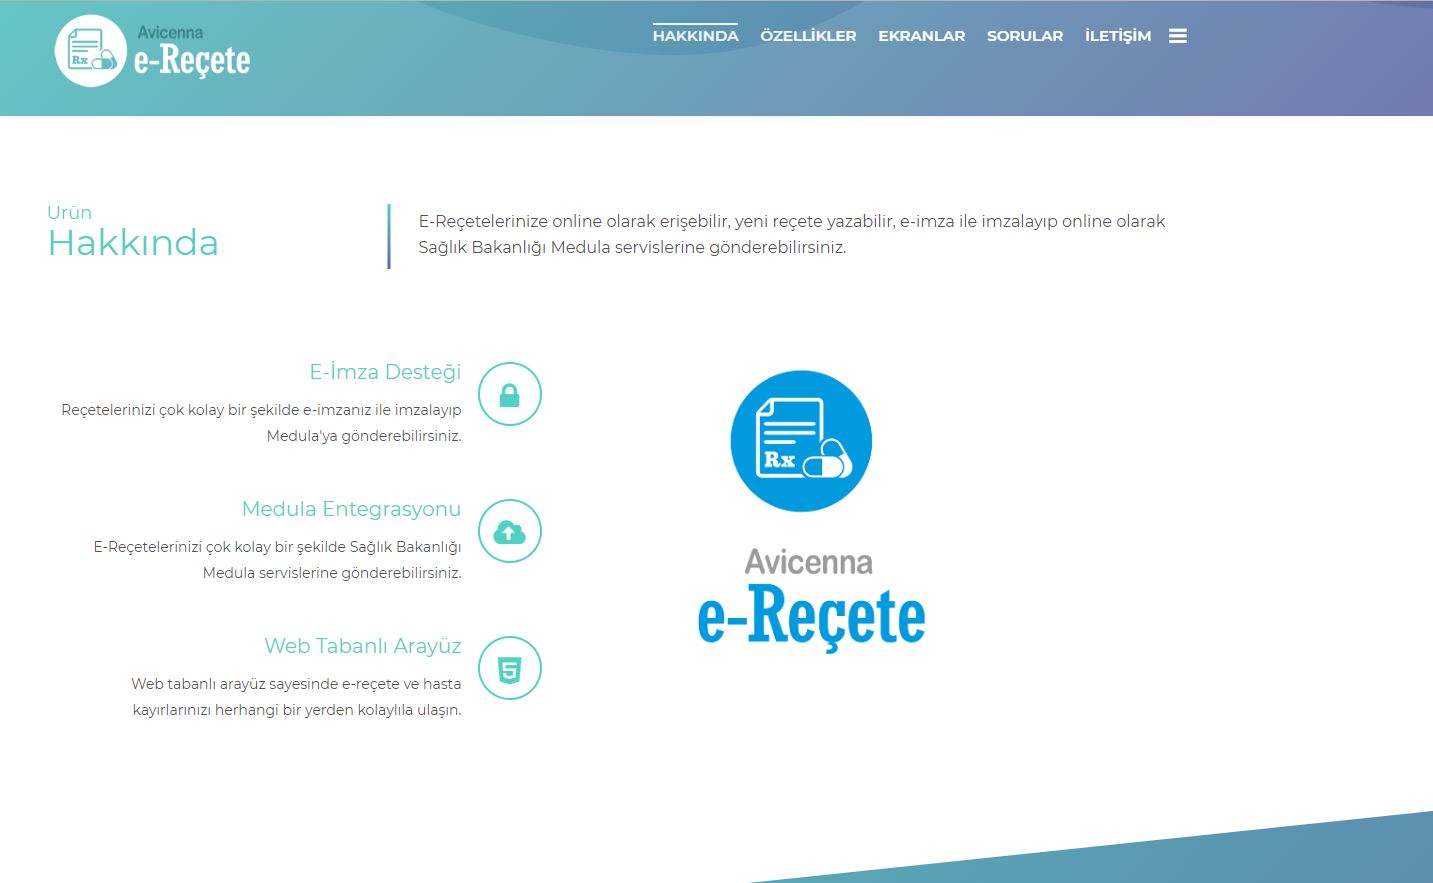 Avicenna
e-Reçete
HAKKINDA ÖZELLİKLER EKRANLAR SORULAR İLETİŞİM
Urün
Hakkında
E-Reçetelerinize online olarak erişebilir, yeni reçete yazabilir, e-imza ile imzalayıp online olarak
Sağlık Bakanlığı Medula servislerine gönderebilirsiniz.
E-İmza Desteği
Reçetelerinizi çok kolay bir şekilde e-imzanız ile imzalayıp
Medula'ya gönderebilirsiniz.
Medula Entegrasyonu
E-Reçetelerinizi çok kolay bir şekilde Sağlık Bakanlığı
Medula servislerine gönderebilirsiniz.
Web Tabanlı Arayüz
Web tabanlı arayüz sayesinde e-reçete ve hasta
kayırlarınızı herhangi bir yerden kolaylıla ulaşın.
Rx
Avicenna
e-Reçete